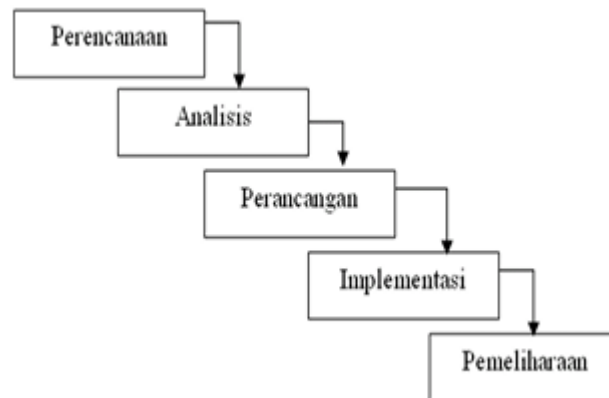 Perencanaan
Analisis
Perancangan
Implementasi
Pemeliharaan